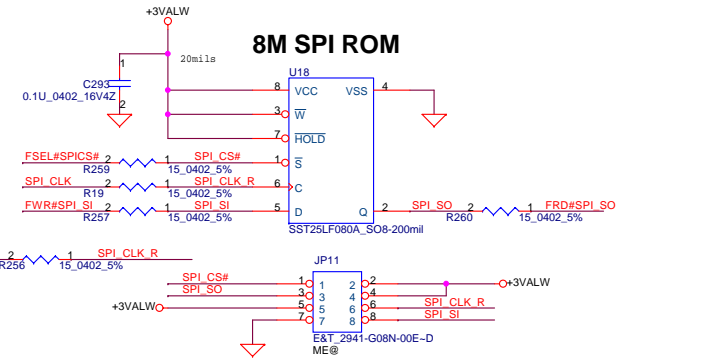 +3VALW
8M SPI ROM
20mils
1
C293
0.1U_0402_16V4Z
2
U18
8 VCC VSS 4
3 W
7 HOLD
FSEL#SPICS# 2 1 SPI_CS# 1 S
R259 15_0402_5%
SPI_CLK 2 1 SPI_CLK_R 6 C
R19 15_0402_5%
FWR#SPI_SI 2 1 SPI_SI 5 D Q 2 SPI_SO 2 1 FRD#SPI_SO
R257 15_0402_5% R260 15_0402_5%
SST25LF080A_SO8-200mil
2 1 SPI_CLK_R
R256 15_0402_5%
JP11
SPI_CS# 1 1 2 2 +3VALW
SPI_SO 3 3 4 4
+3VALW 5 5 6 6 SPI_CLK_R
7 7 8 8 SPI_SI
E&T_2941-G08N-00E~D
ME@